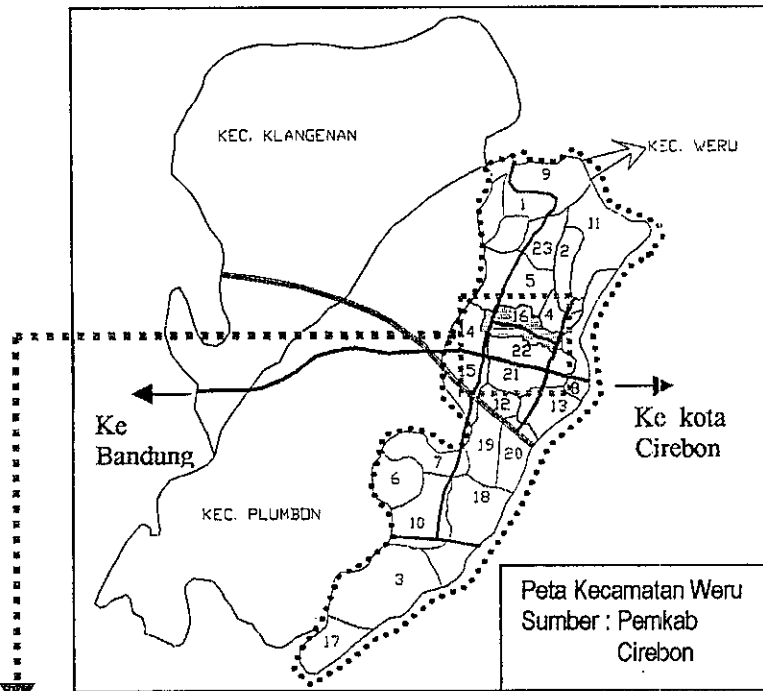 KEC. KLANGENAN
KEC. WERU
9
1
11
23
2
5
16
4
14
22
15
21
8
12
13
Ke
Bandung
Ke kota
Cirebon
19
20
7
6
18
KEC. PLUMBON
10
3
17
Peta Kecamatan Weru
Sumber : Pemkab
Cirebon